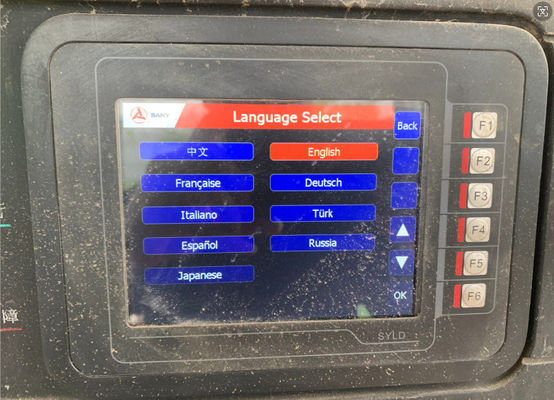 SANY
Language Select
Back
中文
English
Française
Deutsch
Italiano
Türk
Español
Russia
Japanese
OK
F1
F2
F3
F4
F5
F6
SYLD
障